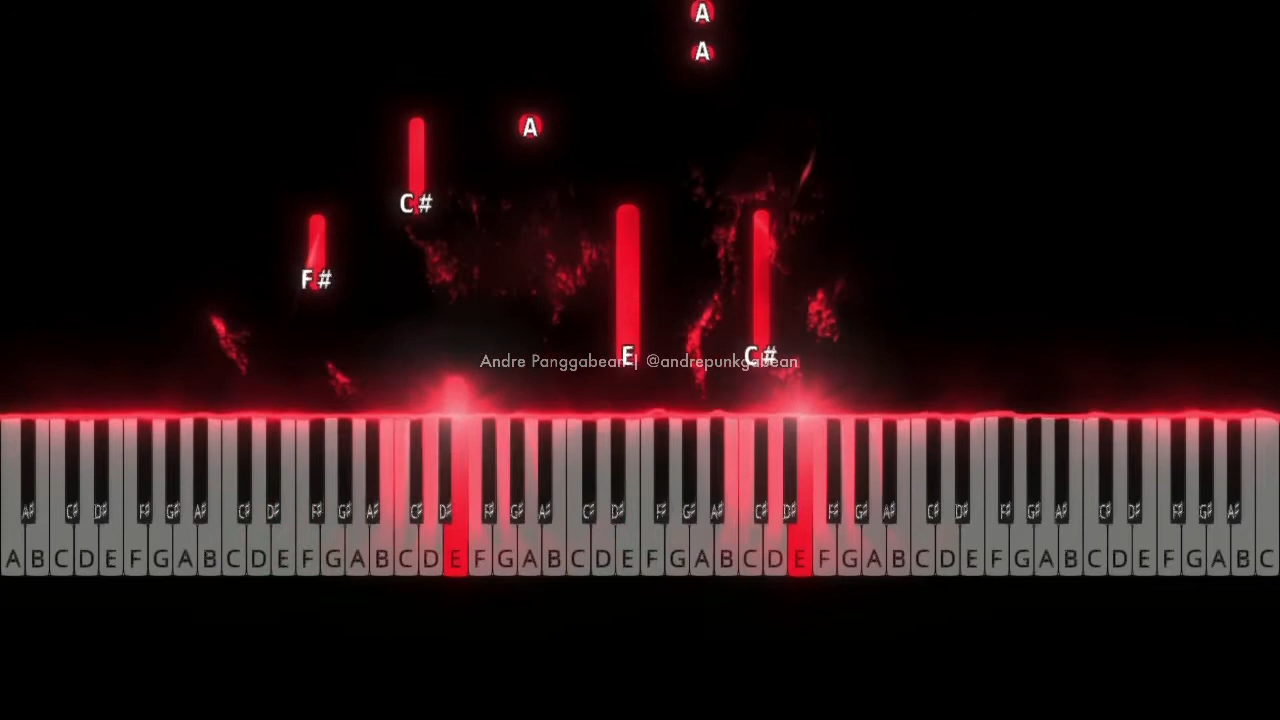 A
A
A
C#
F#
E C#
Andre Panggabean | @andrepunkgabean
A# C# D# F# G# A# C# D# F# G# A# C# D# F# G# A# C# D# F# G# A# C# D# F# G# A# C# D# F# G# A# C# D# F# G# A#
A B C D E F G A B C D E F G A B C D E F G A B C D E F G A B C D E F G A B C D E F G A B C D E F G A B C